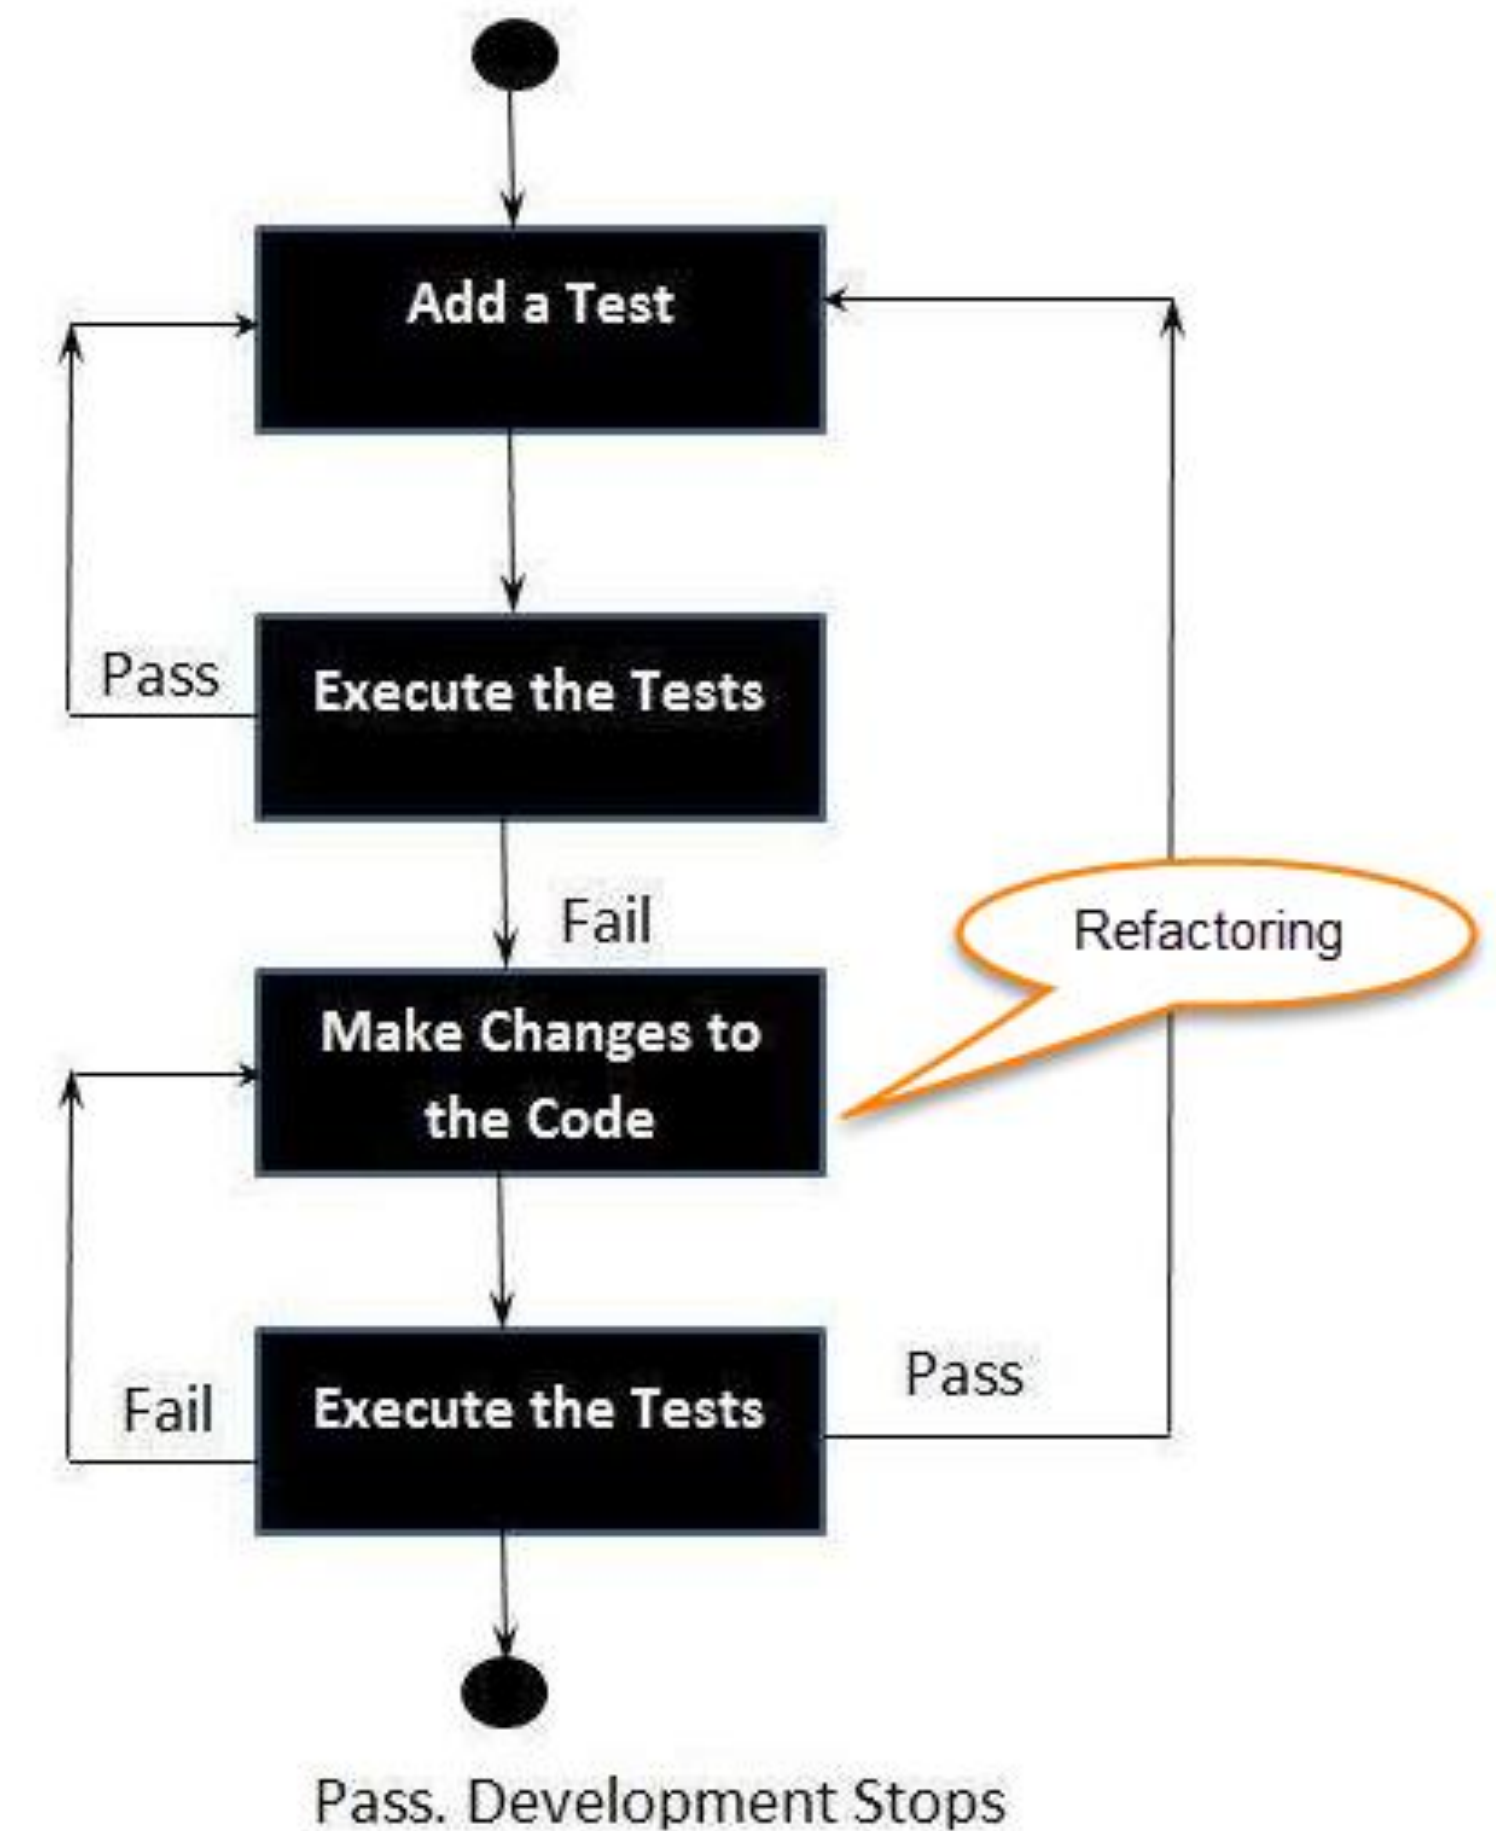 Add a Test
Pass
Execute the Tests
Fail
Refactoring
Make Changes to
the Code
Fail
Execute the Tests
Pass
Pass. Development Stops